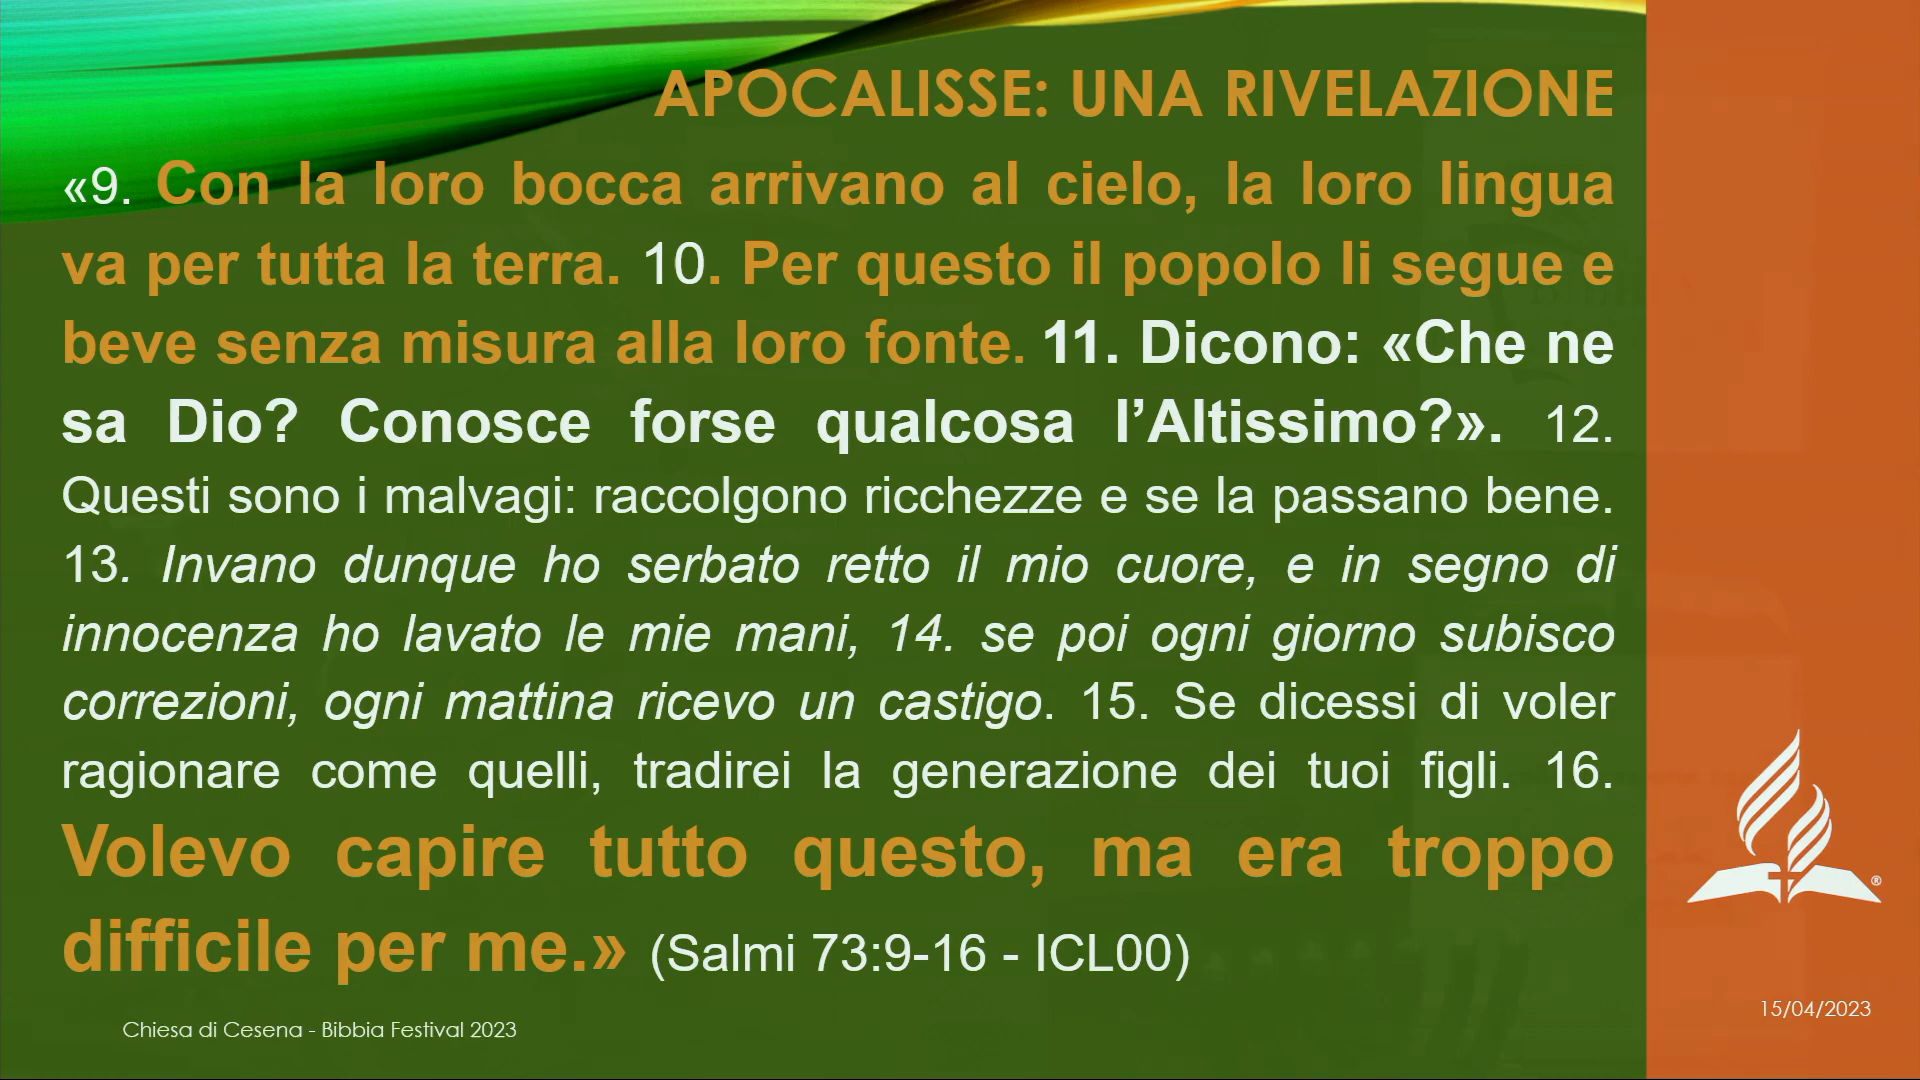 APOCALISSE: UNA RIVELAZIONE
«9. Con la loro bocca arrivano al cielo, la loro lingua
va per tutta la terra. 10. Per questo il popolo li segue e
beve senza misura alla loro fonte. 11. Dicono: «Che ne
sa Dio? Conosce forse qualcosa l’Altissimo?». 12.
Questi sono i malvagi: raccolgono ricchezze e se la passano bene.
13. Invano dunque ho serbato retto il mio cuore, e in segno di
innocenza ho lavato le mie mani, 14. se poi ogni giorno subisco
correzioni, ogni mattina ricevo un castigo. 15. Se dicessi di voler
ragionare come quelli, tradirei la generazione dei tuoi figli. 16.
Volevo capire tutto questo, ma era troppo
difficile per me.» (Salmi 73:9-16 - ICL00)
®
15/04/2023
Chiesa di Cesena - Bibbia Festival 2023